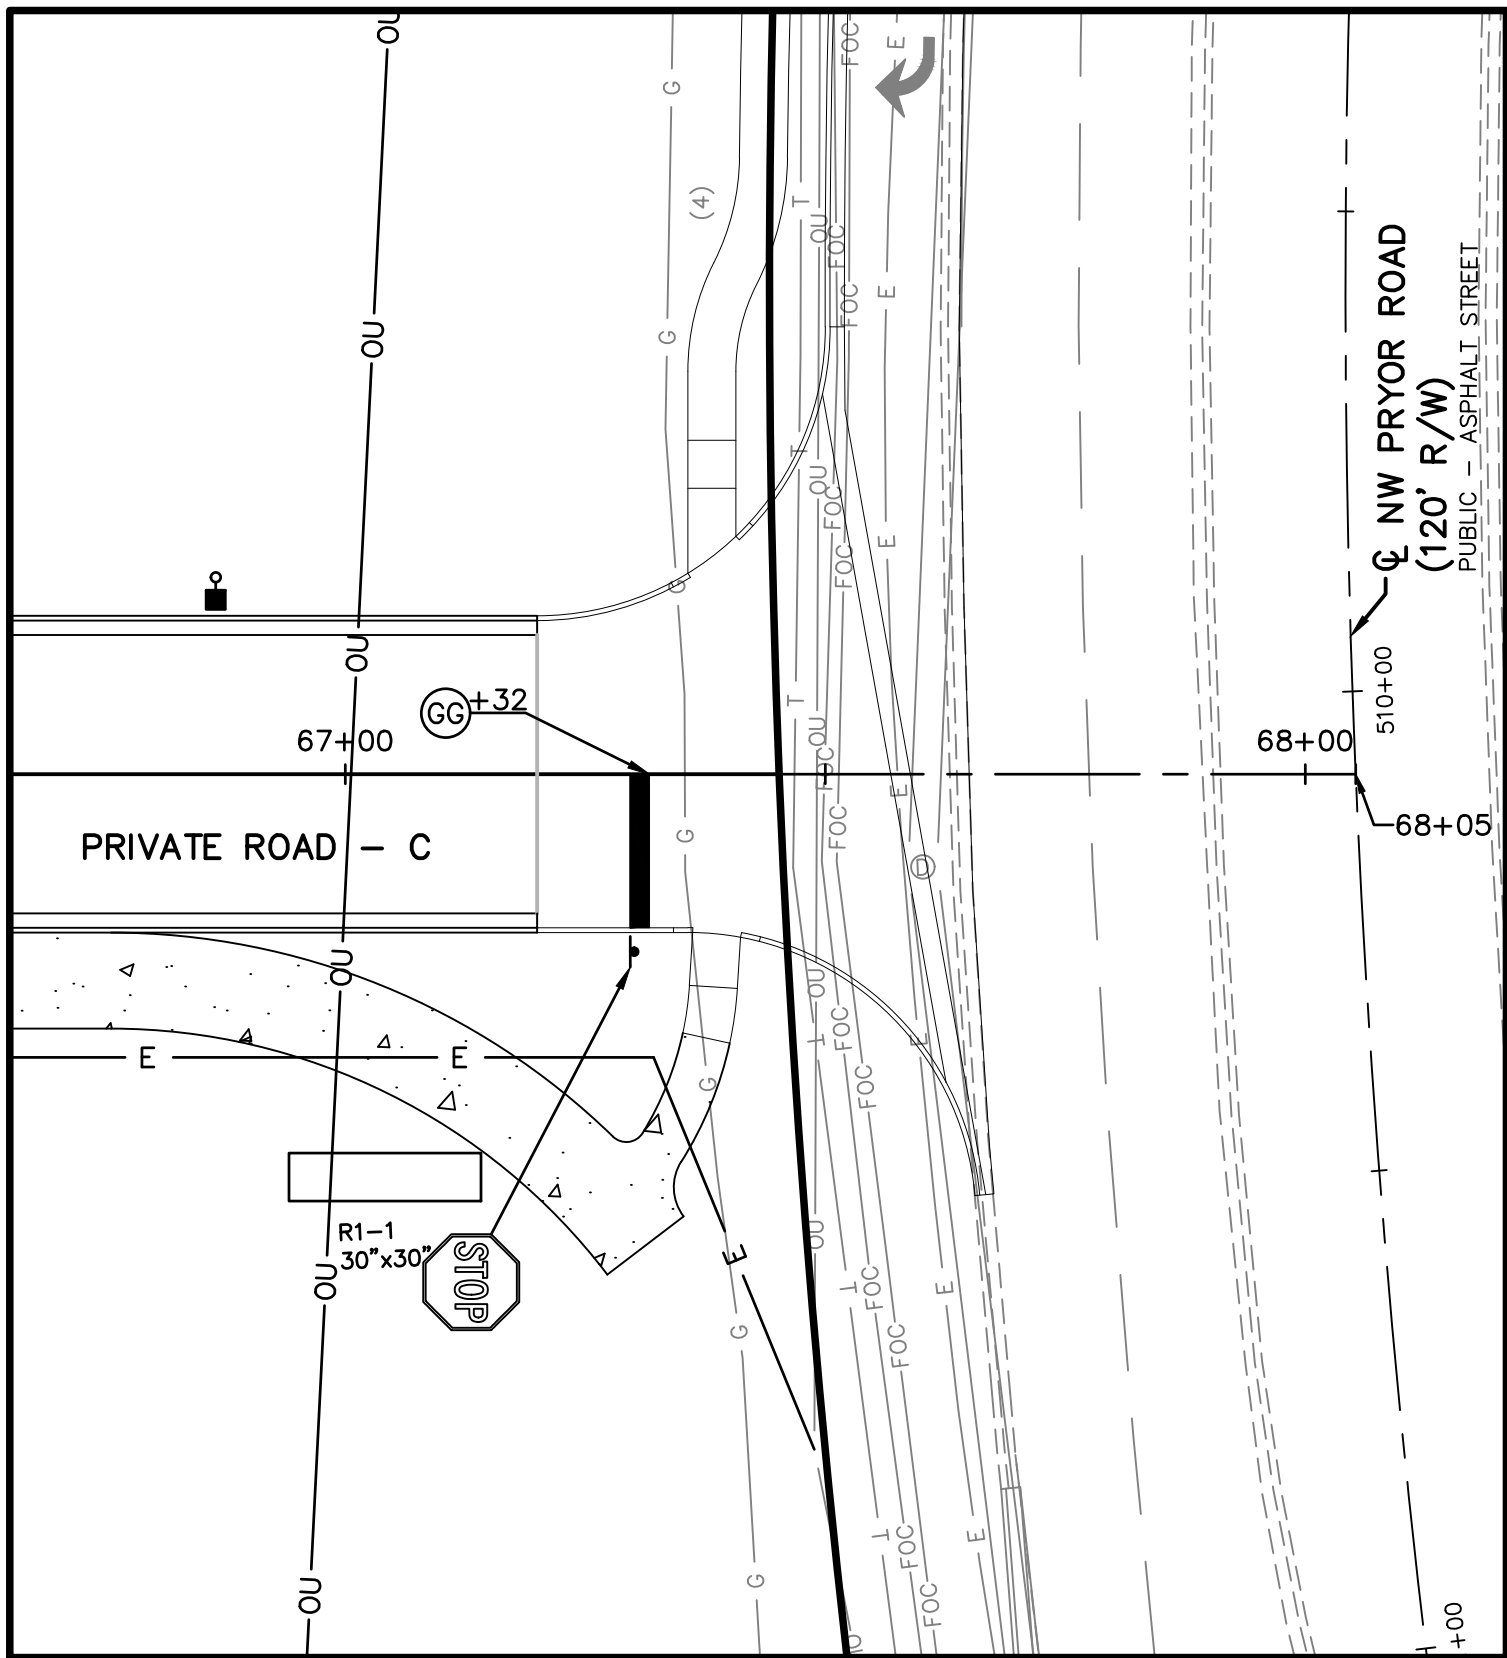 OU
G
FOC
E
(4)
T
OU
FOC
OU
G
FOC
E
NW PRYOR ROAD
(120' R/W)
PUBLIC - ASPHALT STREET
T
OU
FOC
FOC
E
G
OU
GG
+32
67+00
T
OU
FOC
68+00
510+00
E
FOC
68+05
PRIVATE ROAD - C
G
D
OU
OU
FOC
E
E
E
T
G
FOC
R1-1
30"x30"
STOP
OU
OU
E
T
FOC
E
G
FOC
OU
G
T
FOC
E
FOC
+00